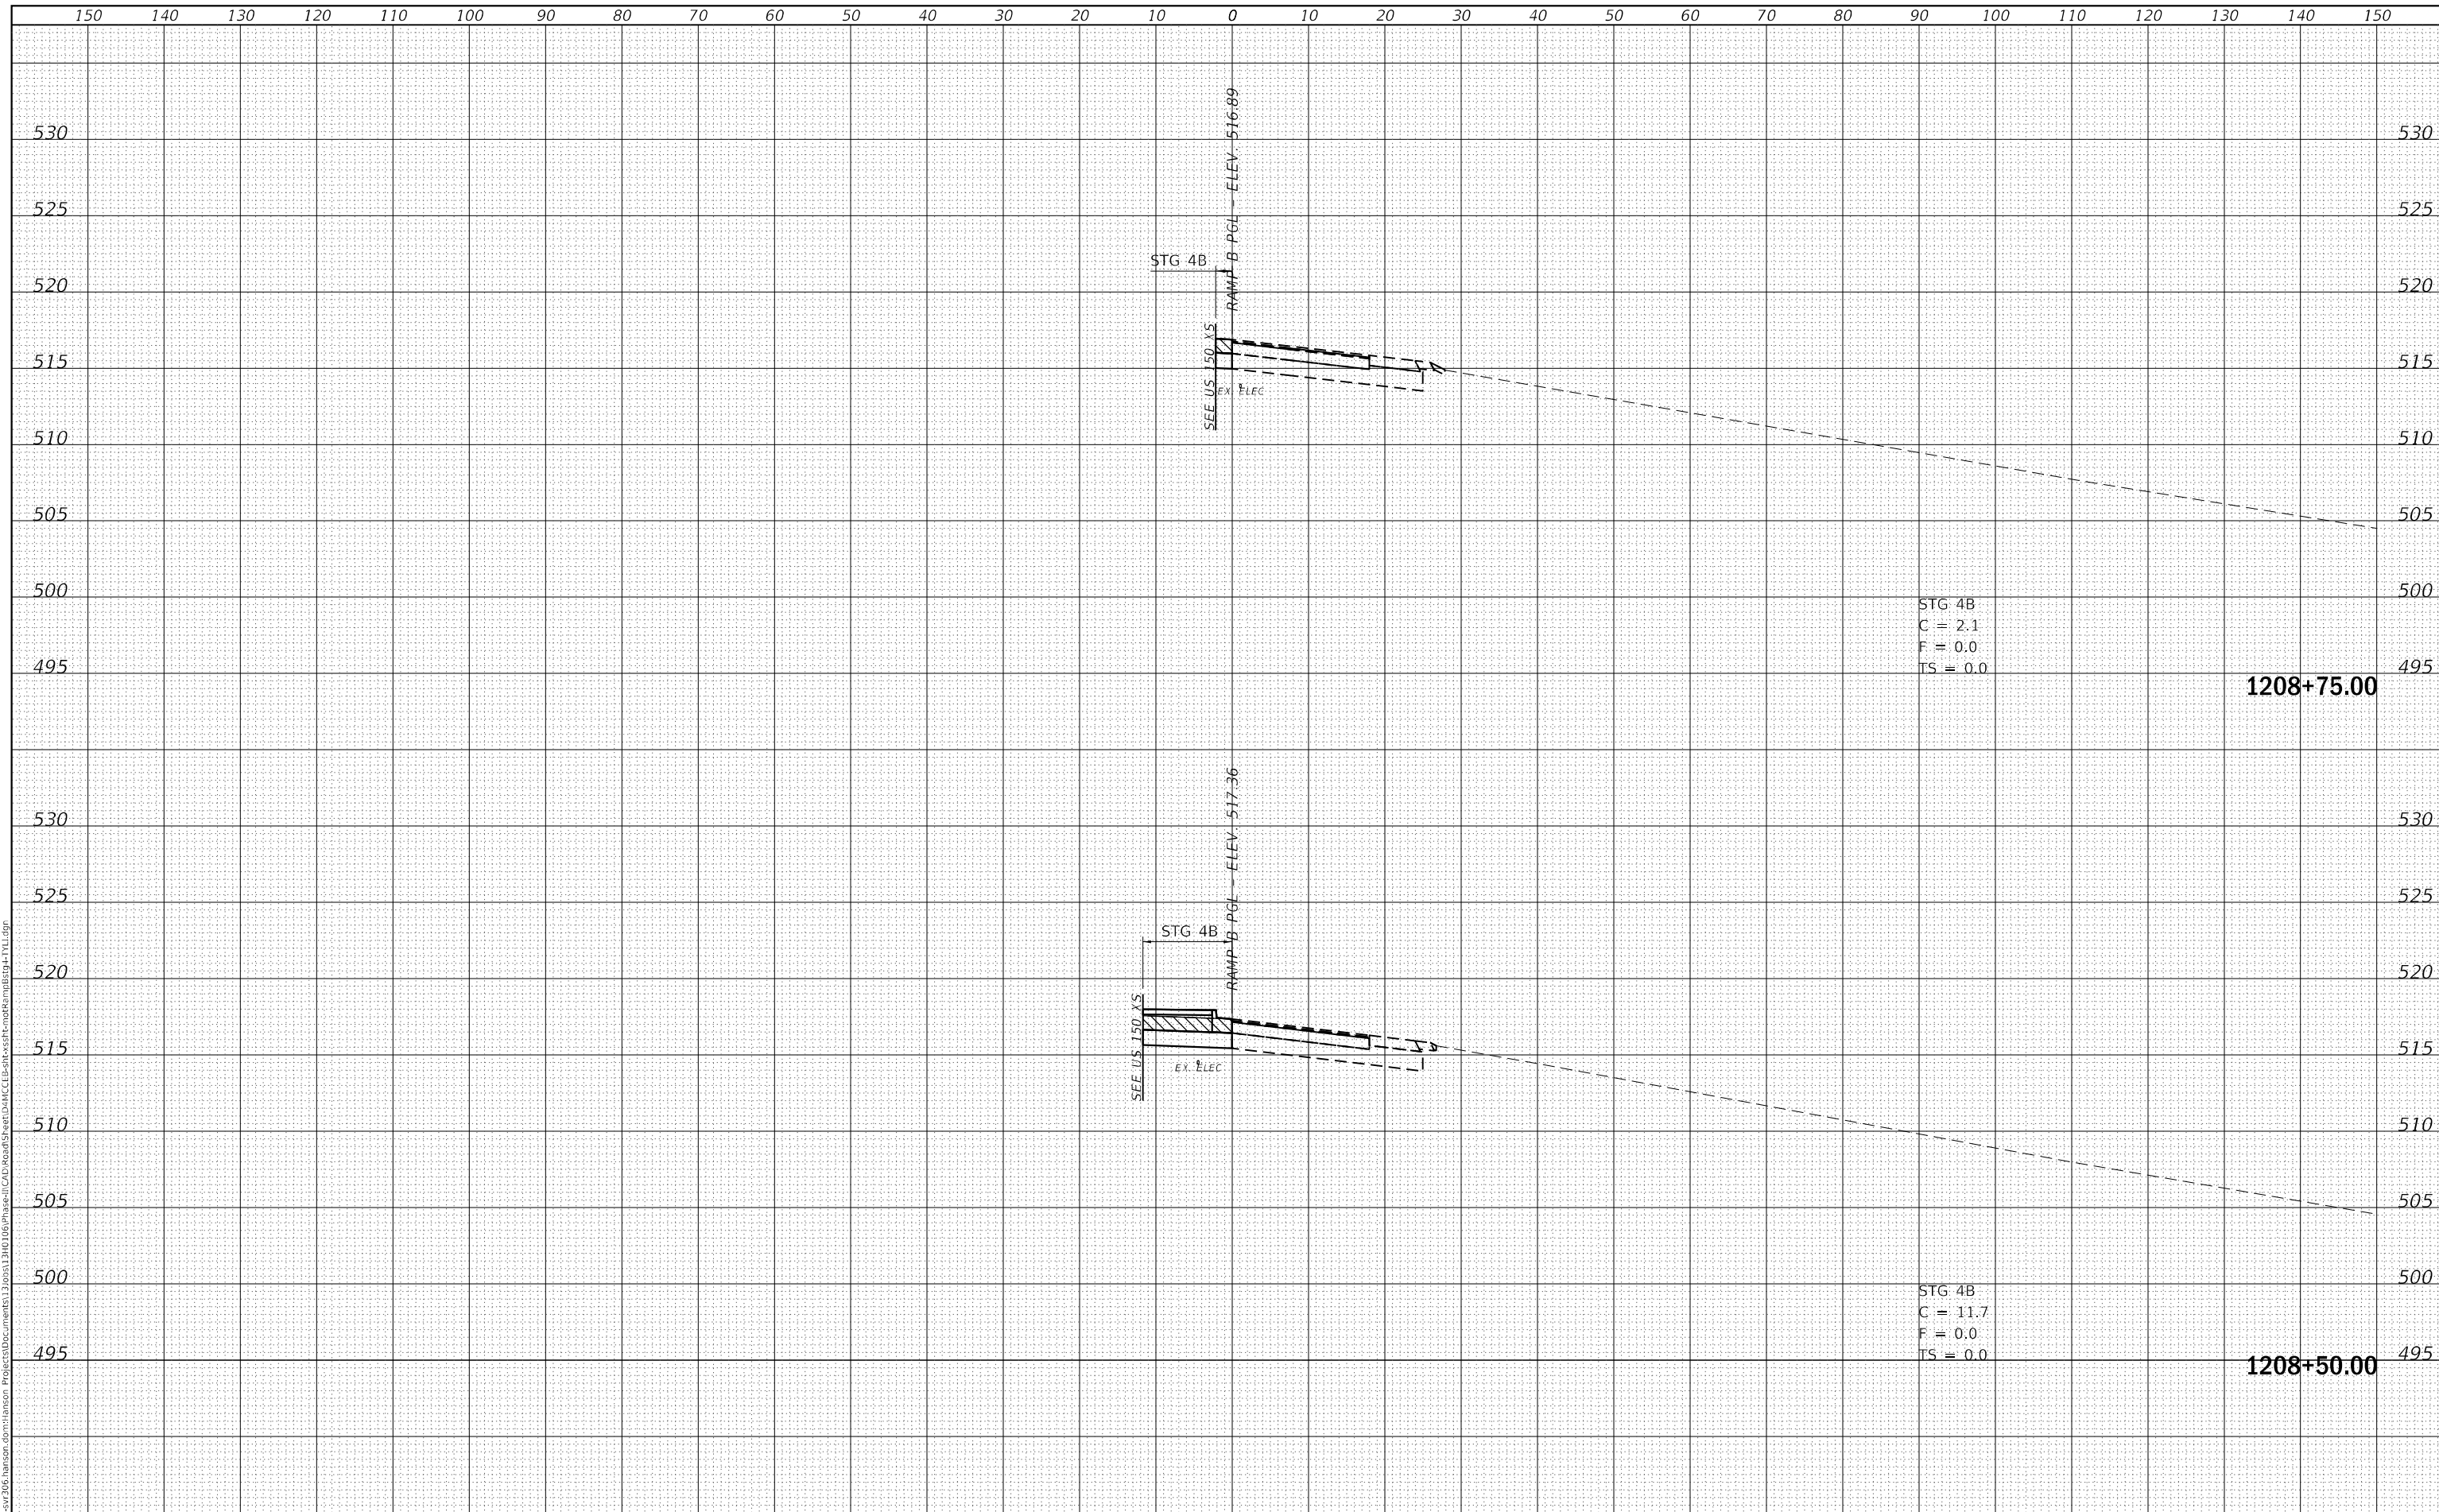 150 140 130 120 110 100 90 80 70 60 50 40 30 20 10 0 10 20 30 40 50 60 70 80 90 100 110 120 130 140 150
RAMP B PGL - ELEV. 516.89
530 530
525 525
STG 4B
520 520
SEE US 150 XS
515 515
EX. ELEC
510 510
505 505
500 500
STG 4B
C = 2.1
F = 0.0
TS = 0.0
495 495
1208+75.00
RAMP B PGL - ELEV. 517.36
530 530
525 525
STG 4B
520 520
SEE US 150 XS
515 515
EX. ELEC
510 510
505 505
500 500
STG 4B
C = 11.7
F = 0.0
TS = 0.0
495 495
1208+50.00